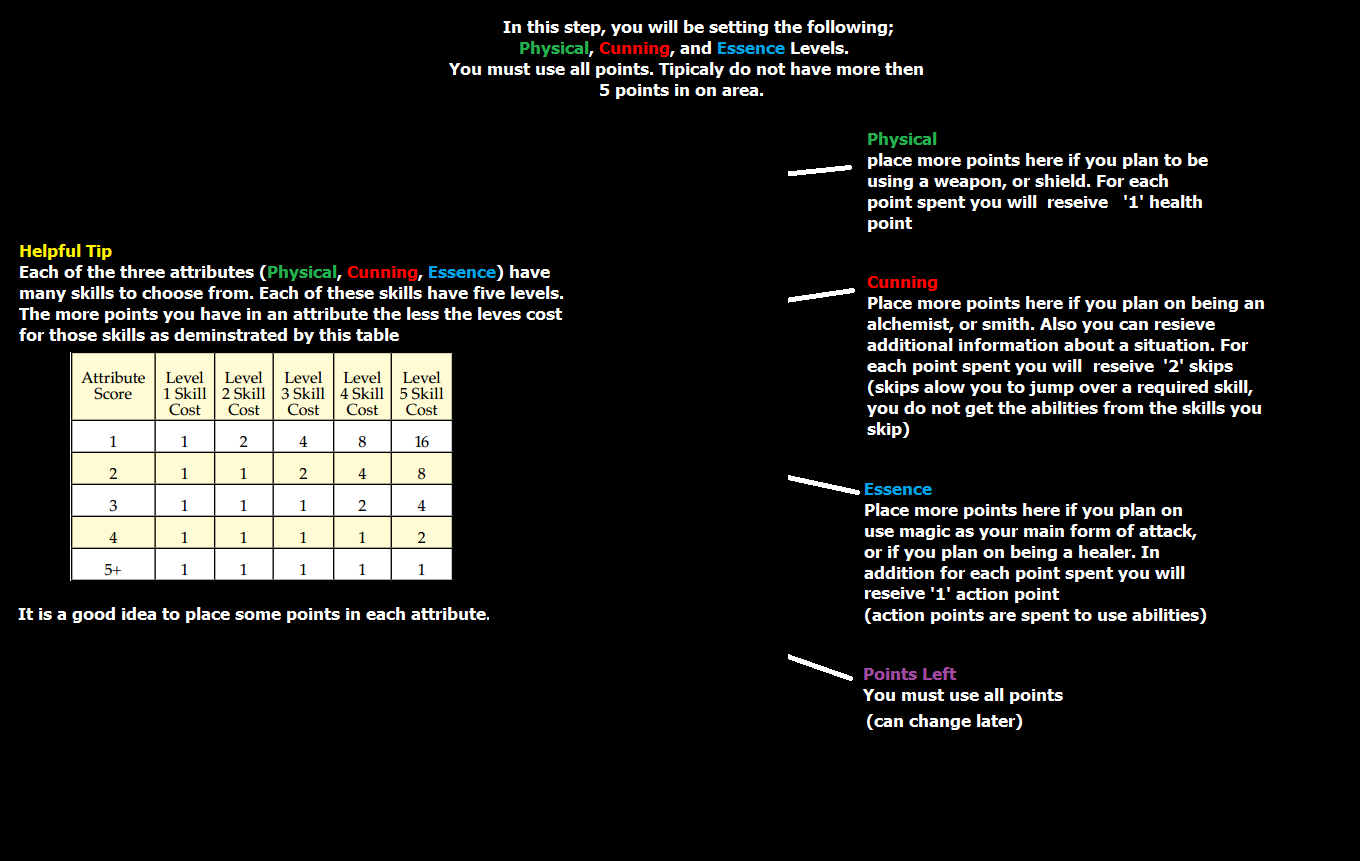 In this step, you will be setting the following;
Physical, Cunning, and Essence Levels.
You must use all points. Tipicaly do not have more then
5 points in on area.
Physical
place more points here if you plan to be
using a weapon, or shield. For each
point spent you will reseive '1' health
point
Helpful Tip
Each of the three attributes (Physical, Cunning, Essence) have
many skills to choose from. Each of these skills have five levels.
The more points you have in an attribute the less the leves cost
for those skills as deminstrated by this table
Attribute Score Level 1 Skill Cost Level 2 Skill Cost Level 3 Skill Cost Level 4 Skill Cost Level 5 Skill Cost
1 1 2 4 8 16
2 1 1 2 4 8
3 1 1 1 2 4
4 1 1 1 1 2
5+ 1 1 1 1 1
It is a good idea to place some points in each attribute.
Cunning
Place more points here if you plan on being an
alchemist, or smith. Also you can resieve
additional information about a situation. For
each point spent you will reseive '2' skips
(skips alow you to jump over a required skill,
you do not get the abilities from the skills you
skip)
Essence
Place more points here if you plan on
use magic as your main form of attack,
or if you plan on being a healer. In
addition for each point spent you will
reseive '1' action point
(action points are spent to use abilities)
Points Left
You must use all points
(can change later)